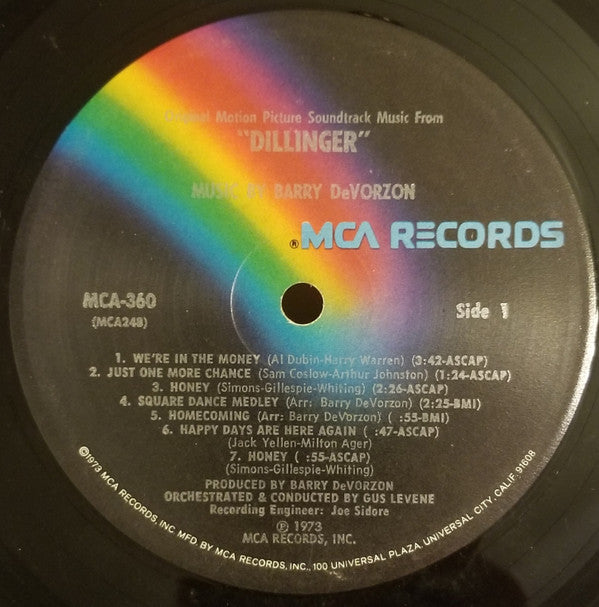 Original Motion Picture Soundtrack Music From
"DILLINGER"
MUSIC BY BARRY DeVORZON
®MCA RECORDS
MCA-360
(MCA248)
Side 1
1. WE'RE IN THE MONEY (Al Dubin-Harry Warren) (3:42-ASCAP)
2. JUST ONE MORE CHANCE (Sam Coslow-Arthur Johnston) (1:24-ASCAP)
3. HONEY (Simons-Gillespie-Whiting) (2:26-ASCAP)
4. SQUARE DANCE MEDLEY (Arr: Barry DeVorzon) (2:25-BMI)
5. HOMECOMING (Arr: Barry DeVorzon) ( :55-BMI)
6. HAPPY DAYS ARE HERE AGAIN ( :47-ASCAP)
(Jack Yellen-Milton Ager)
7. HONEY ( :55-ASCAP)
(Simons-Gillespie-Whiting)
PRODUCED BY BARRY DeVORZON
ORCHESTRATED & CONDUCTED BY GUS LEVENE
Recording Engineer: Joe Sidore
℗ 1973
MCA RECORDS, INC.
©1973 MCA RECORDS, INC MFD. BY MCA RECORDS, INC., 100 UNIVERSAL PLAZA, UNIVERSAL CITY, CALIF. 91608